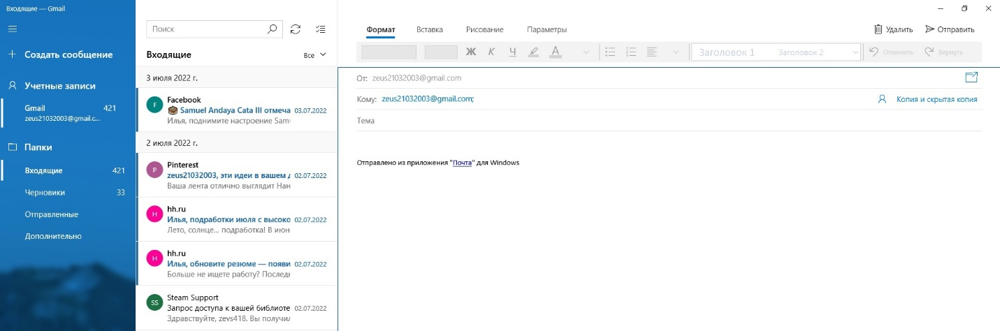 Входящие — Gmail
Создать сообщение
Учетные записи
Gmail 421
zeus21032003@gmail.c...
Папки
Входящие 421
Черновики 33
Отправленные
Дополнительно
Поиск
Входящие Все
3 июля 2022 г.
F
Facebook
Samuel Andaya Cata III отмеча 03.07.2022
Илья, поднимите настроение Sam
2 июля 2022 г.
P
Pinterest
zeus21032003, эти идеи в вашем д 02.07.2022
Ваша лента отлично выглядит Нан
H
hh.ru
Илья, подработки июля с высоко 02.07.2022
Лето, солнце... подработка! В июн
H
hh.ru
Илья, обновите резюме — появи 02.07.2022
Больше не ищете работу? Последн
SS
Steam Support
Запрос доступа к вашей библиоте 02.07.2022
Здравствуйте, zevs418. Вы получил
Формат Вставка Рисование Параметры Удалить Отправить
Ж К Ч A Заголовок 1 Заголовок 2 Отменить Вернуть
От: zeus21032003@gmail.com
Кому: zeus21032003@gmail.com; Копия и скрытая копия
Тема
Отправлено из приложения "Почта" для Windows